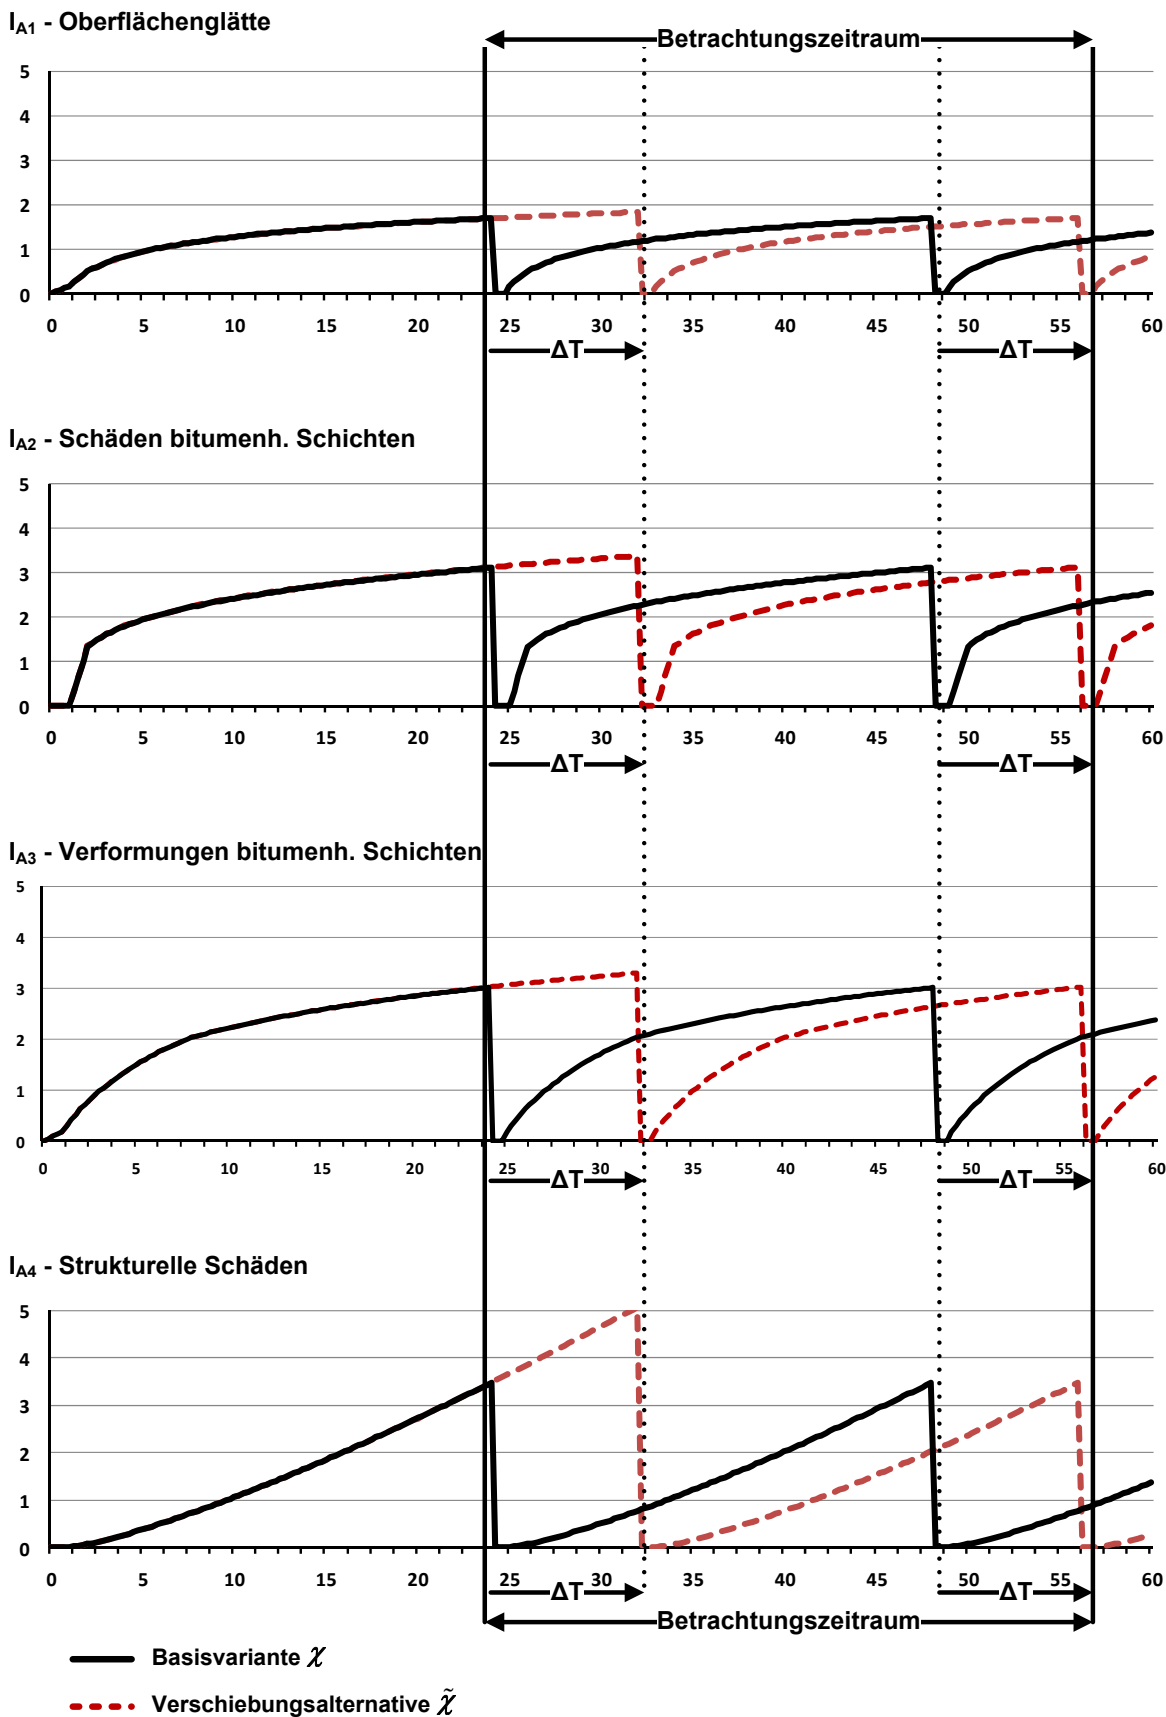 I_A1 - Oberflächenglätte
Betrachtungszeitraum
5
4
3
2
1
0
0 5 10 15 20 25 30 35 40 45 50 55 60
ΔT ΔT
I_A2 - Schäden bitumenh. Schichten
5
4
3
2
1
0
0 5 10 15 20 25 30 35 40 45 50 55 60
ΔT ΔT
I_A3 - Verformungen bitumenh. Schichten
5
4
3
2
1
0
0 5 10 15 20 25 30 35 40 45 50 55 60
ΔT ΔT
I_A4 - Strukturelle Schäden
5
4
3
2
1
0
0 5 10 15 20 25 30 35 40 45 50 55 60
ΔT ΔT
Betrachtungszeitraum
Basisvariante χ
Verschiebungsalternative χ̃